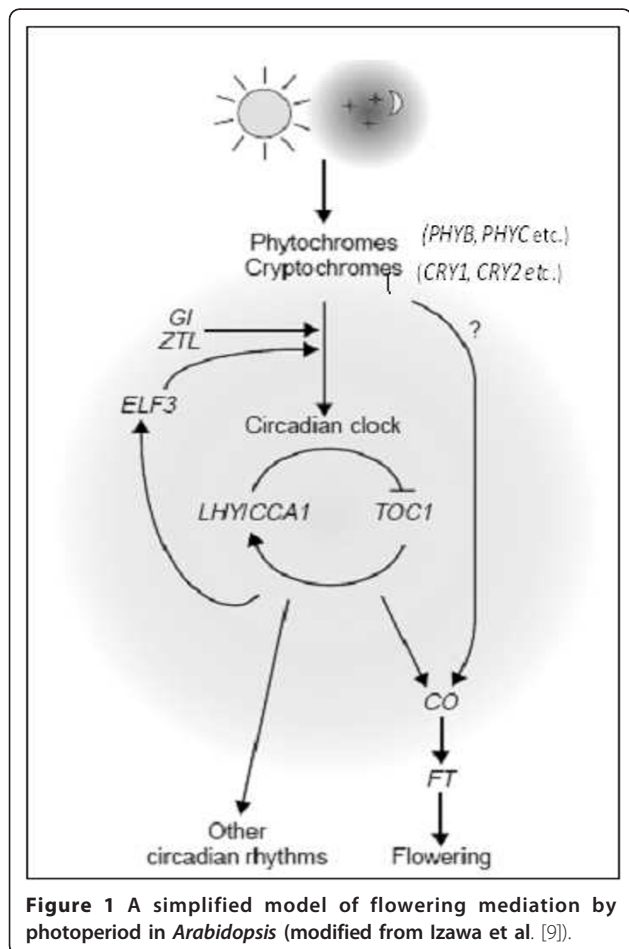 Phytochromes (PHYB, PHYC etc.)
Cryptochromes (CRY1, CRY2 etc.)
?
GI
ZTL
ELF3
Circadian clock
LHY/CCA1 TOC1
CO
FT
Other
circadian rhythms
Flowering
Figure 1 A simplified model of flowering mediation by
photoperiod in Arabidopsis (modified from Izawa et al. [9]).